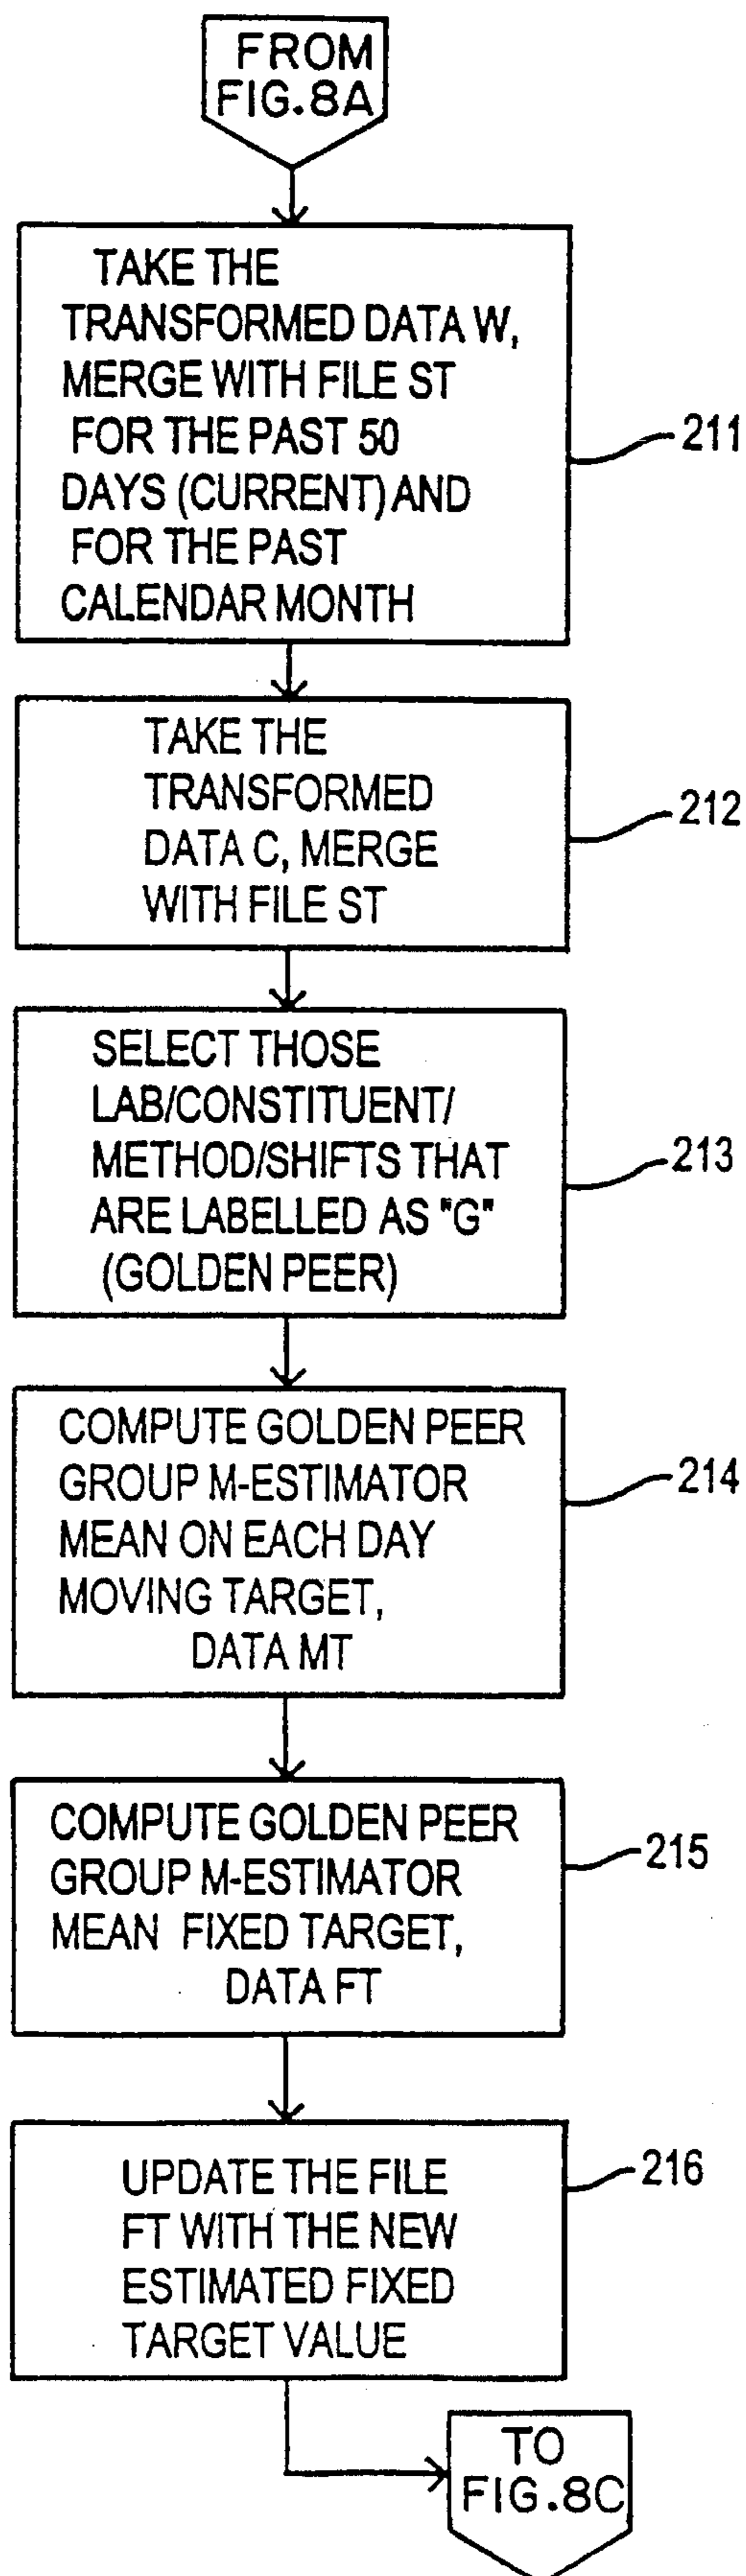 FROM
FIG.8A
TAKE THE
TRANSFORMED DATA W,
MERGE WITH FILE ST
FOR THE PAST 50
DAYS (CURRENT) AND
FOR THE PAST
CALENDAR MONTH
211
TAKE THE
TRANSFORMED
DATA C, MERGE
WITH FILE ST
212
SELECT THOSE
LAB/CONSTITUENT/
METHOD/SHIFTS THAT
ARE LABELLED AS "G"
(GOLDEN PEER)
213
COMPUTE GOLDEN PEER
GROUP M-ESTIMATOR
MEAN ON EACH DAY
MOVING TARGET,
DATA MT
214
COMPUTE GOLDEN PEER
GROUP M-ESTIMATOR
MEAN FIXED TARGET,
DATA FT
215
UPDATE THE FILE
FT WITH THE NEW
ESTIMATED FIXED
TARGET VALUE
216
TO
FIG.8C